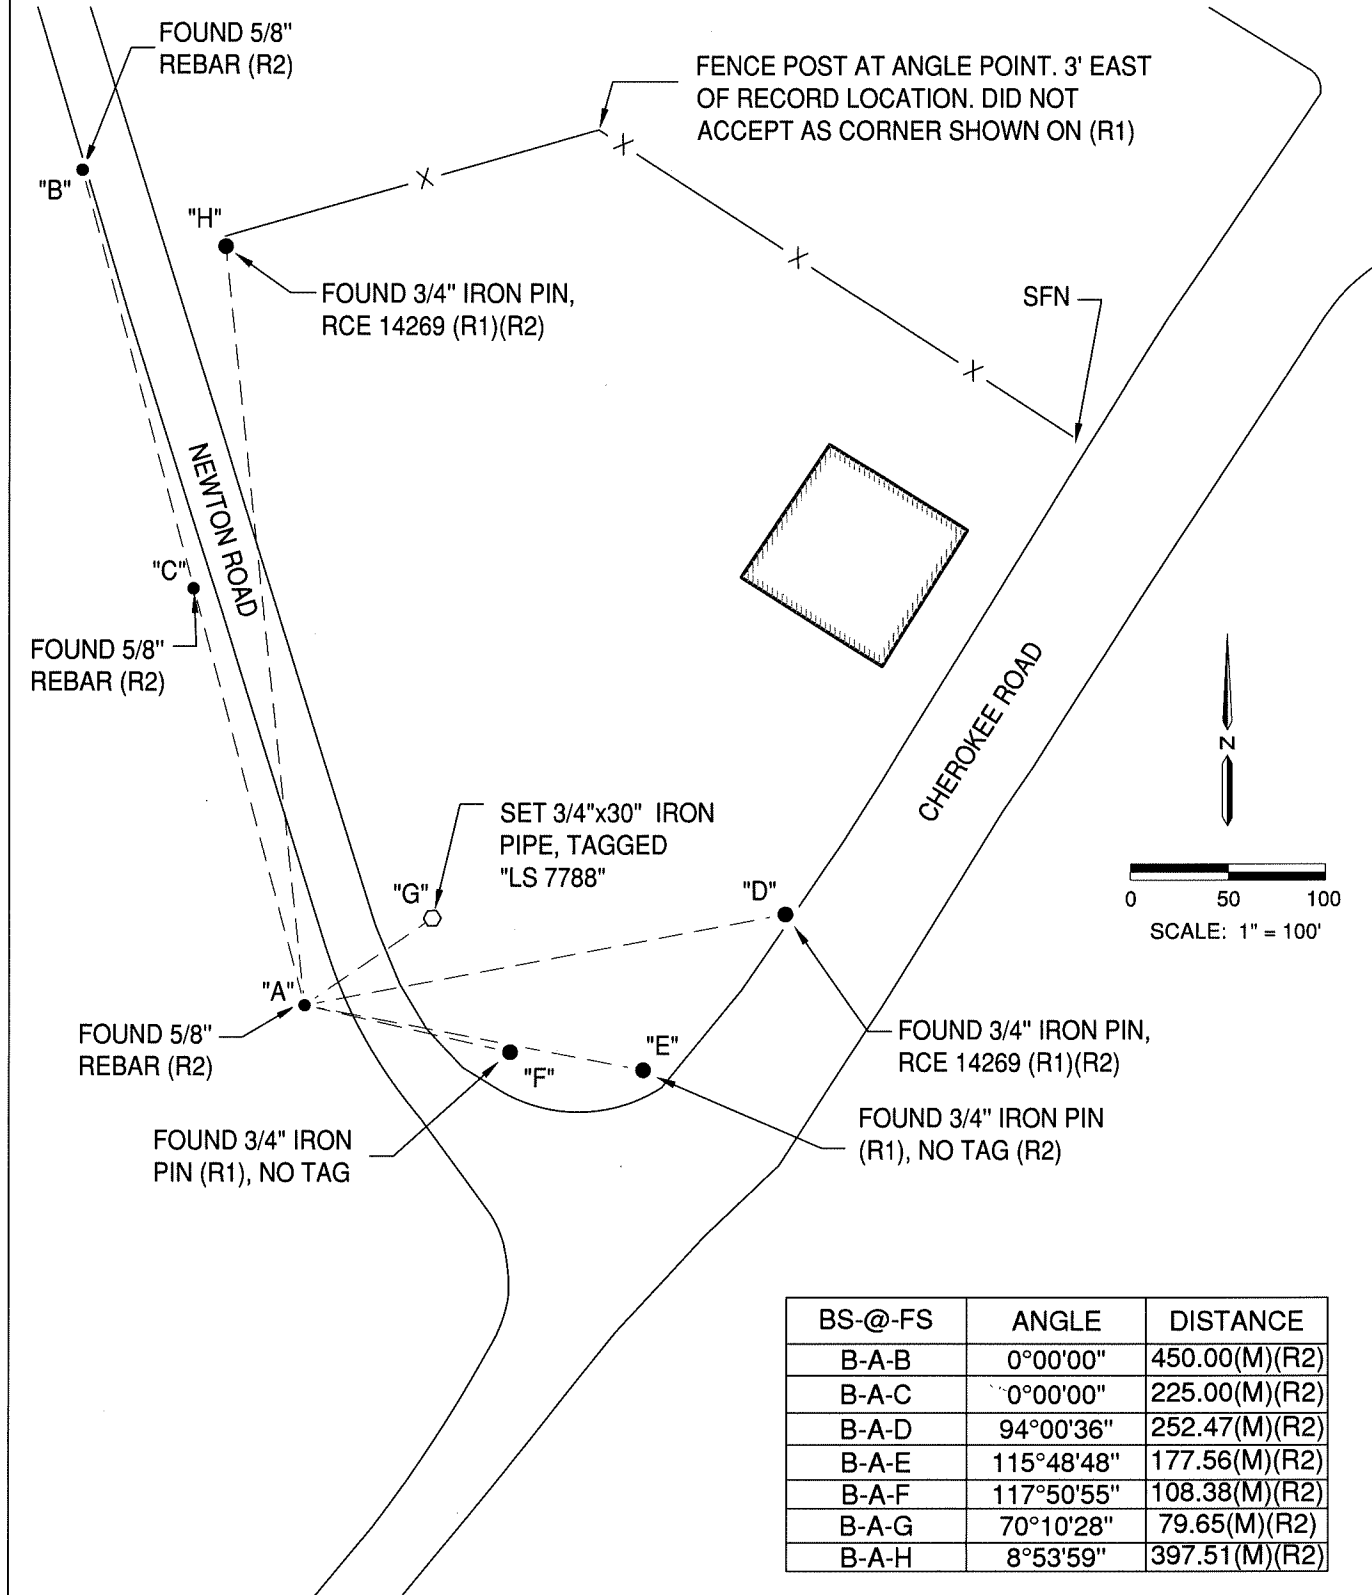 FOUND 5/8"
REBAR (R2)
FENCE POST AT ANGLE POINT. 3' EAST
OF RECORD LOCATION. DID NOT
ACCEPT AS CORNER SHOWN ON (R1)
"B"
"H"
FOUND 3/4" IRON PIN,
RCE 14269 (R1)(R2)
SFN
NEWTON ROAD
"C"
FOUND 5/8"
REBAR (R2)
CHEROKEE ROAD
N
SET 3/4"x30" IRON
PIPE, TAGGED
"LS 7788"
"G"
"D"
0 50 100
SCALE: 1" = 100'
"A"
FOUND 5/8"
REBAR (R2)
"F"
"E"
FOUND 3/4" IRON PIN,
RCE 14269 (R1)(R2)
FOUND 3/4" IRON
PIN (R1), NO TAG
FOUND 3/4" IRON PIN
(R1), NO TAG (R2)
BS-@-FS ANGLE DISTANCE
B-A-B 0°00'00" 450.00(M)(R2)
B-A-C 0°00'00" 225.00(M)(R2)
B-A-D 94°00'36" 252.47(M)(R2)
B-A-E 115°48'48" 177.56(M)(R2)
B-A-F 117°50'55" 108.38(M)(R2)
B-A-G 70°10'28" 79.65(M)(R2)
B-A-H 8°53'59" 397.51(M)(R2)